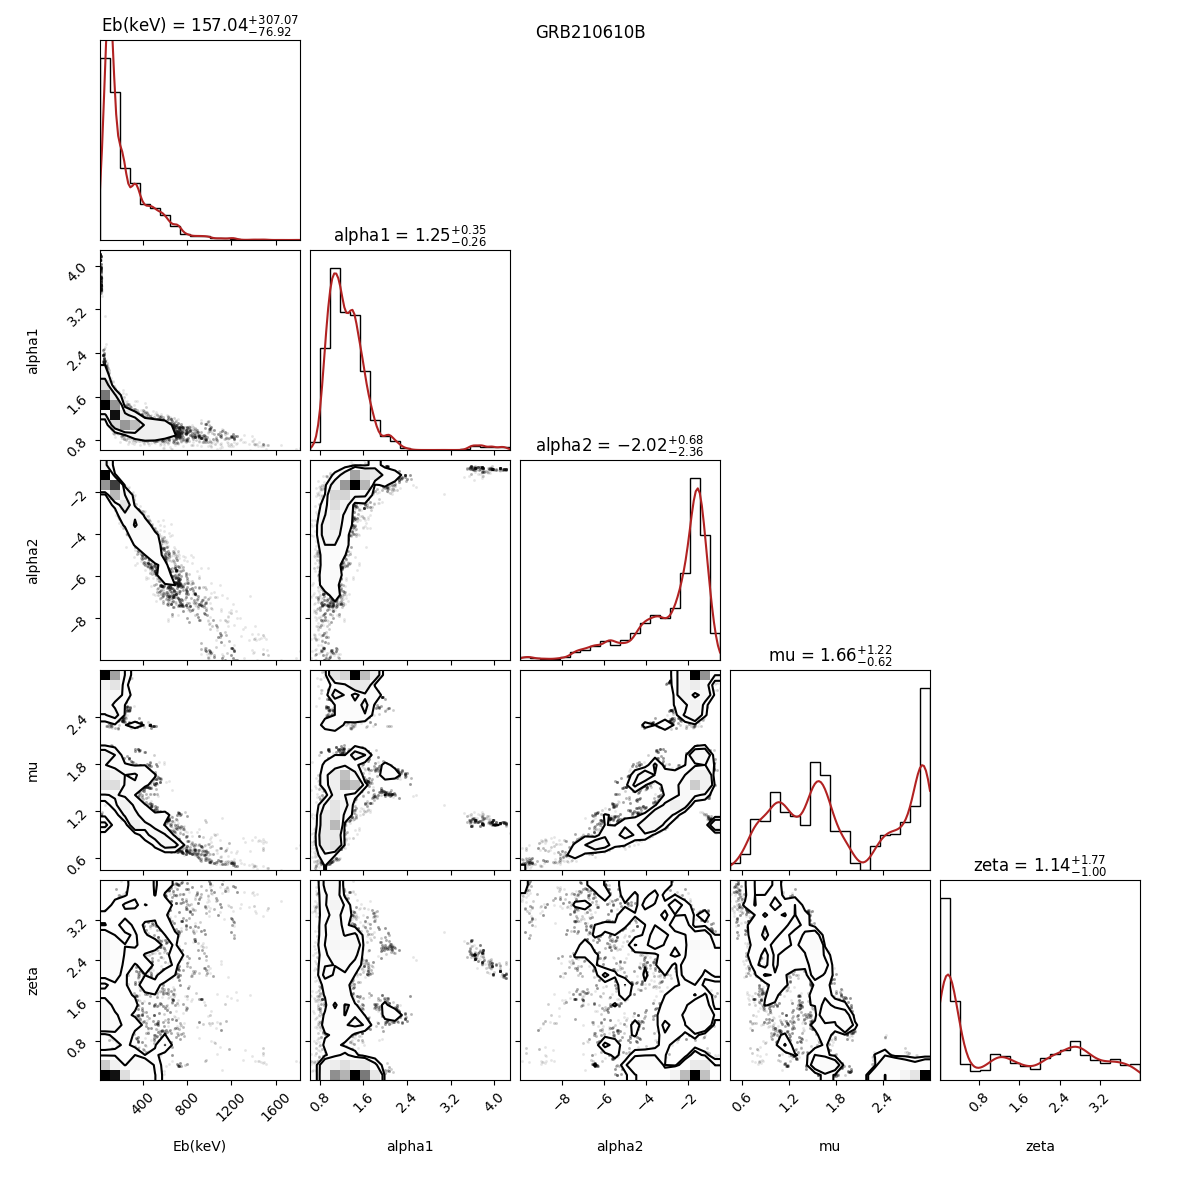 GRB210610B
Eb(keV) = 157.04+307.07−76.92
alpha1 = 1.25+0.35−0.26
4.0
3.2
2.4
1.6
0.8
alpha1
alpha2 = −2.02+0.68−2.36
−2
−4
−6
−8
alpha2
mu = 1.66+1.22−0.62
2.4
1.8
1.2
0.6
mu
zeta = 1.14+1.77−1.00
3.2
2.4
1.6
0.8
zeta
400 800 1200 1600
0.8 1.6 2.4 3.2 4.0
−8 −6 −4 −2
0.6 1.2 1.8 2.4
0.8 1.6 2.4 3.2
Eb(keV) alpha1 alpha2 mu zeta